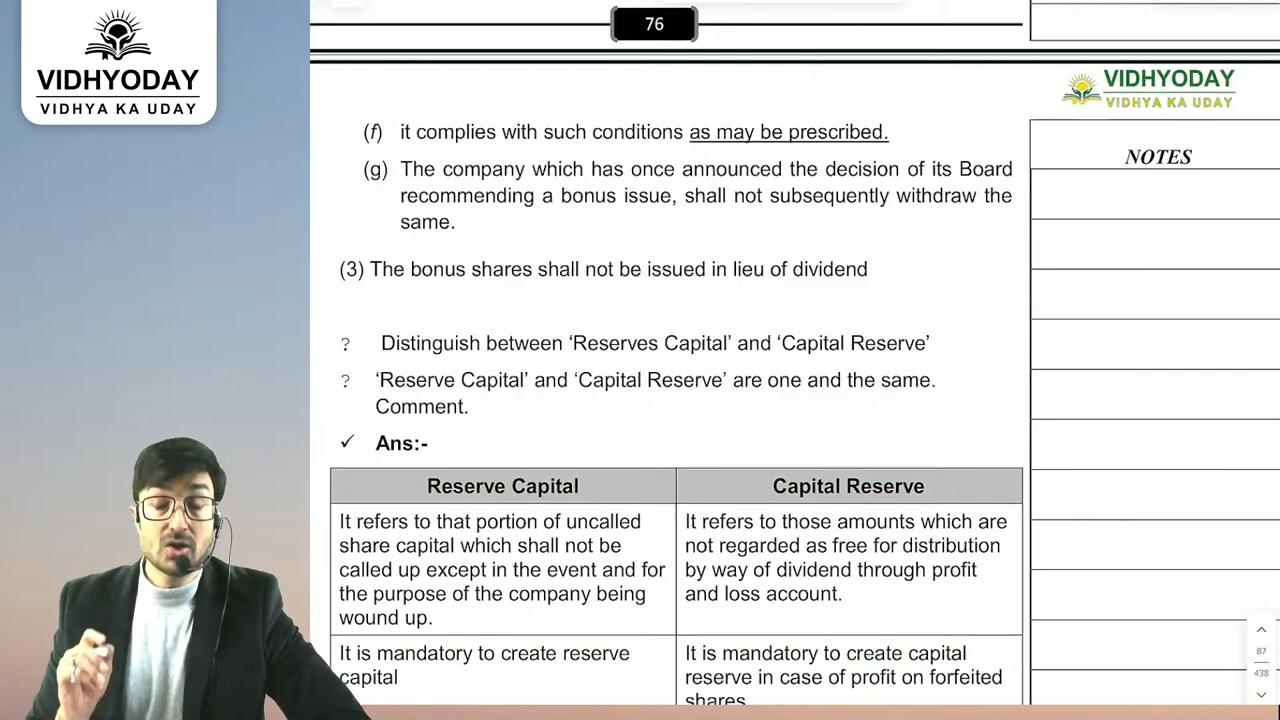 VIDHYODAY
VIDHYA KA UDAY
76
VIDHYODAY
VIDHYA KA UDAY
(f) it complies with such conditions as may be prescribed.
(g) The company which has once announced the decision of its Board
recommending a bonus issue, shall not subsequently withdraw the
same.
NOTES
(3) The bonus shares shall not be issued in lieu of dividend
? Distinguish between ‘Reserves Capital’ and ‘Capital Reserve’
? ‘Reserve Capital’ and ‘Capital Reserve’ are one and the same.
Comment.
✓ Ans:-
Reserve Capital
Capital Reserve
It refers to that portion of uncalled
share capital which shall not be
called up except in the event and for
the purpose of the company being
wound up.
It refers to those amounts which are
not regarded as free for distribution
by way of dividend through profit
and loss account.
It is mandatory to create reserve
capital
It is mandatory to create capital
reserve in case of profit on forfeited
shares
87
438